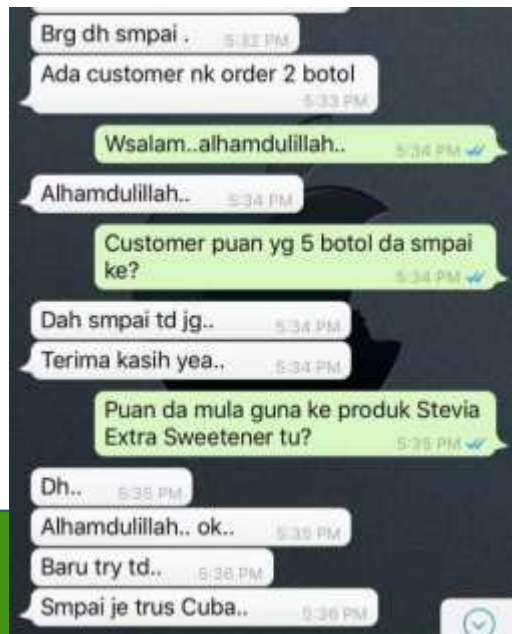 Brg dh smpai .
5:32 PM
Ada customer nk order 2 botol
5:33 PM
Wsalam..alhamdulillah..
5:34 PM
Alhamdulillah..
5:34 PM
Customer puan yg 5 botol da smpai
ke?
5:34 PM
Dah smpai td jg..
5:34 PM
Terima kasih yea..
5:34 PM
Puan da mula guna ke produk Stevia
Extra Sweetener tu?
5:35 PM
Dh..
5:35 PM
Alhamdulillah.. ok..
5:35 PM
Baru try td..
5:36 PM
Smpai je trus Cuba..
5:36 PM